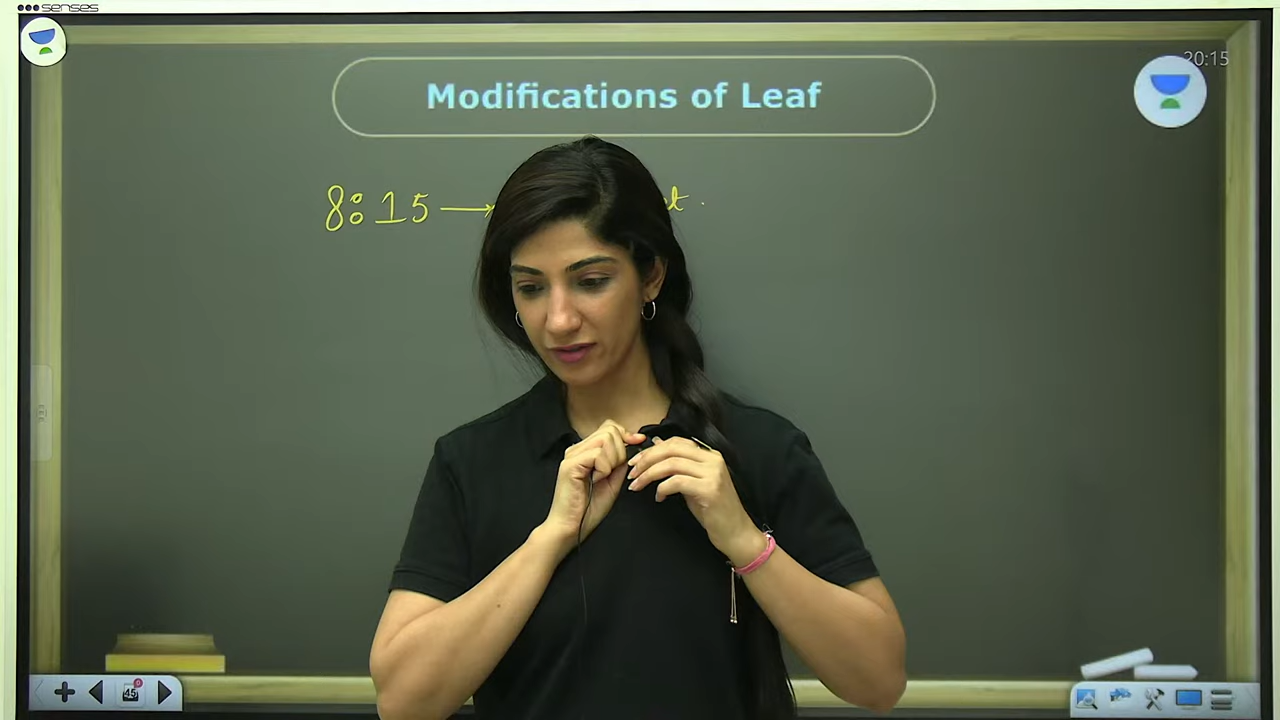 senses
20:15
Modifications of Leaf
8:15 →
45